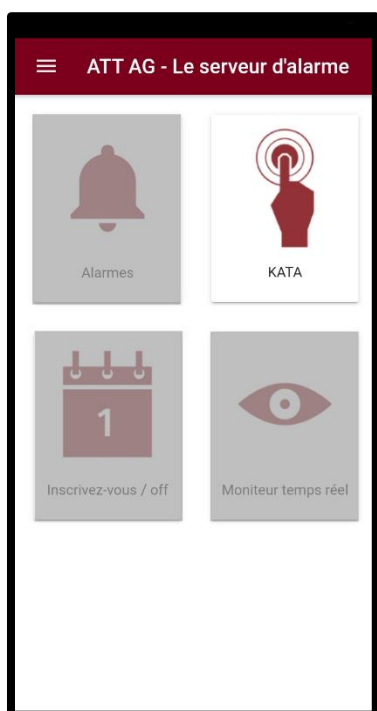 ATT AG - Le serveur d'alarme
Alarmes
KATA
1
Inscrivez-vous / off
Moniteur temps réel